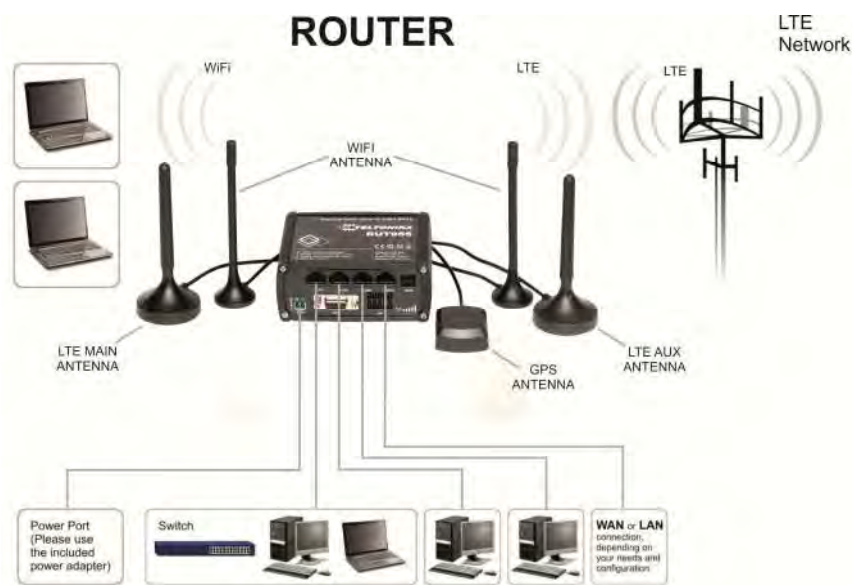 ROUTER
LTE
Network
WiFi
LTE
LTE
WIFI
ANTENNA
TELTONIKA
RUT955
LTE MAIN
ANTENNA
GPS
ANTENNA
LTE AUX
ANTENNA
Power Port
(Please use
the included
power adapter)
Switch
WAN or LAN
connection,
depending on
your needs and
configuration